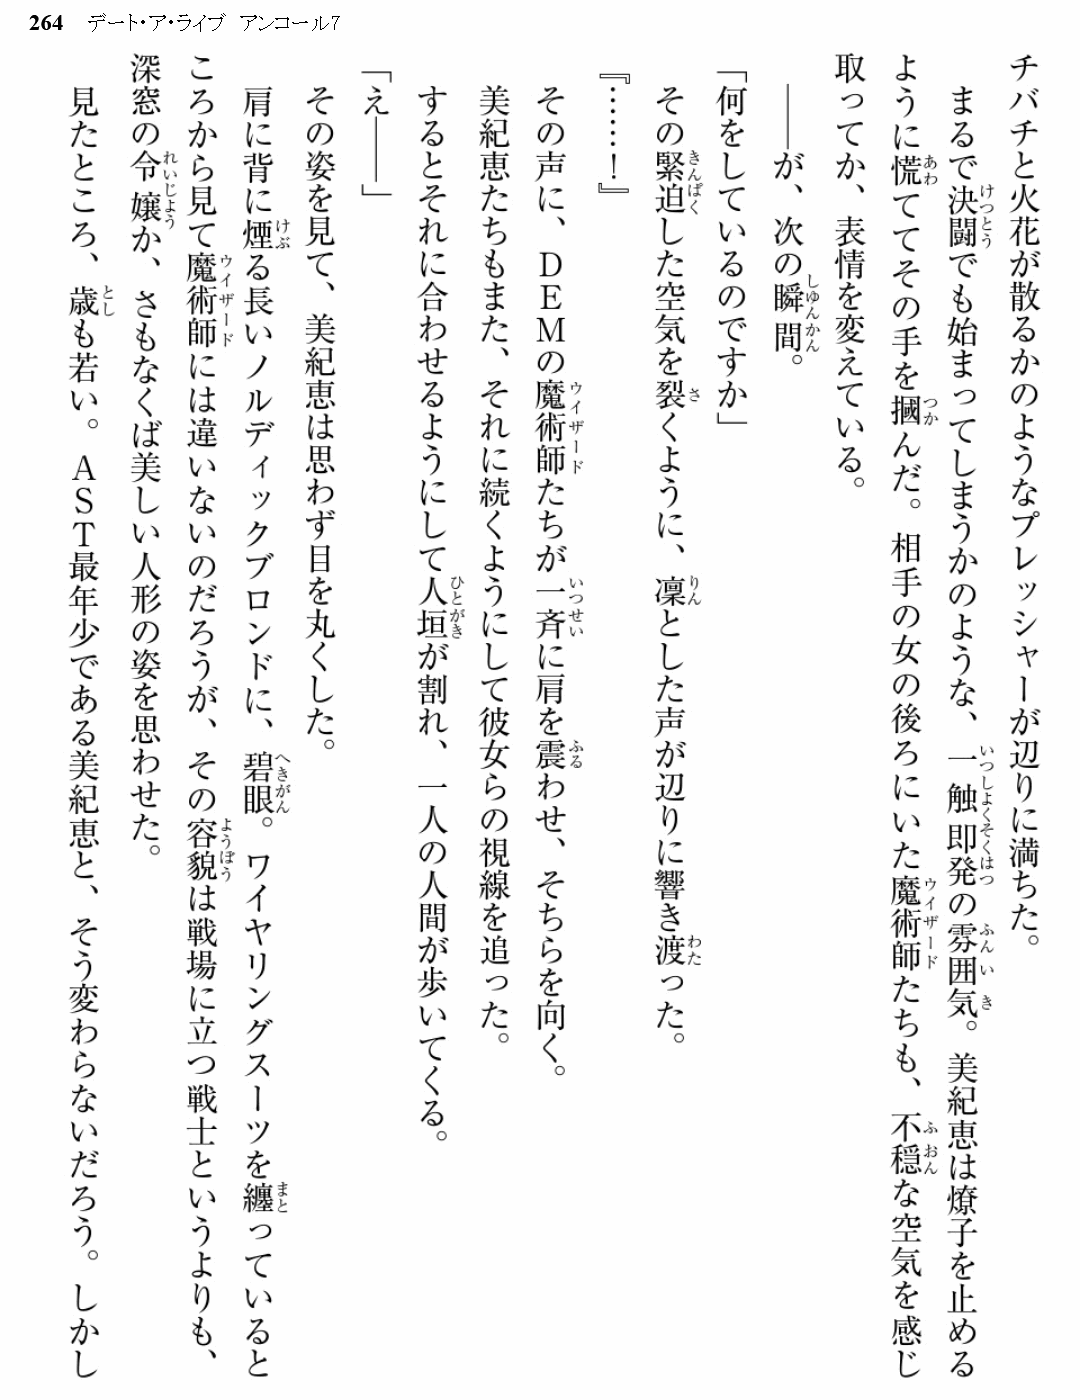 264 デート・ア・ライブ アンコール7
チバチと火花が散るかのようなプレッシャーが辺りに満ちた。
まるで決闘でも始まってしまうかのような、一触即発の雰囲気。美紀恵は燎子を止める
ように慌ててその手を摑んだ。相手の女の後ろにいた魔術師たちも、不穏な空気を感じ
取ってか、表情を変えている。
――が、次の瞬間。
「何をしているのですか」
その緊迫した空気を裂くように、凜とした声が辺りに響き渡った。
『……！』
その声に、ＤＥＭの魔術師たちが一斉に肩を震わせ、そちらを向く。
美紀恵たちもまた、それに続くようにして彼女らの視線を追った。
するとそれに合わせるようにして人垣が割れ、一人の人間が歩いてくる。
「え――」
その姿を見て、美紀恵は思わず目を丸くした。
肩に背に煙る長いノルディックブロンドに、碧眼。ワイヤリングスーツを纏っていると
ころから見て魔術師には違いないのだろうが、その容貌は戦場に立つ戦士というよりも、
深窓の令嬢か、さもなくば美しい人形の姿を思わせた。
見たところ、歳も若い。ＡＳＴ最年少である美紀恵と、そう変わらないだろう。しかし